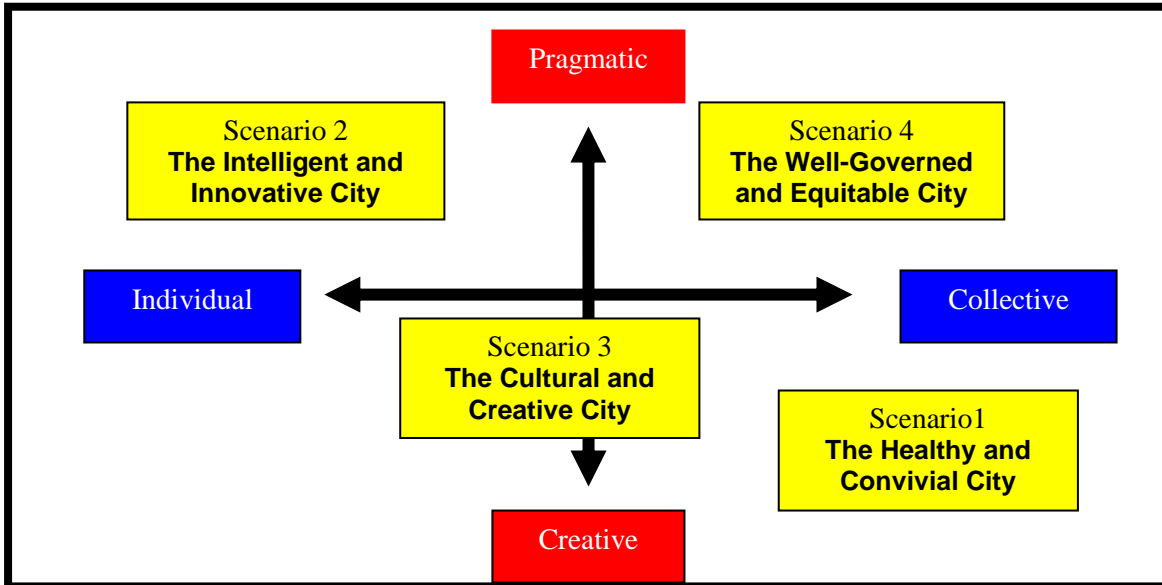 Pragmatic
Scenario 2
The Intelligent and
Innovative City
Scenario 4
The Well-Governed
and Equitable City
Individual
Collective
Scenario 3
The Cultural and
Creative City
Scenario1
The Healthy and
Convivial City
Creative